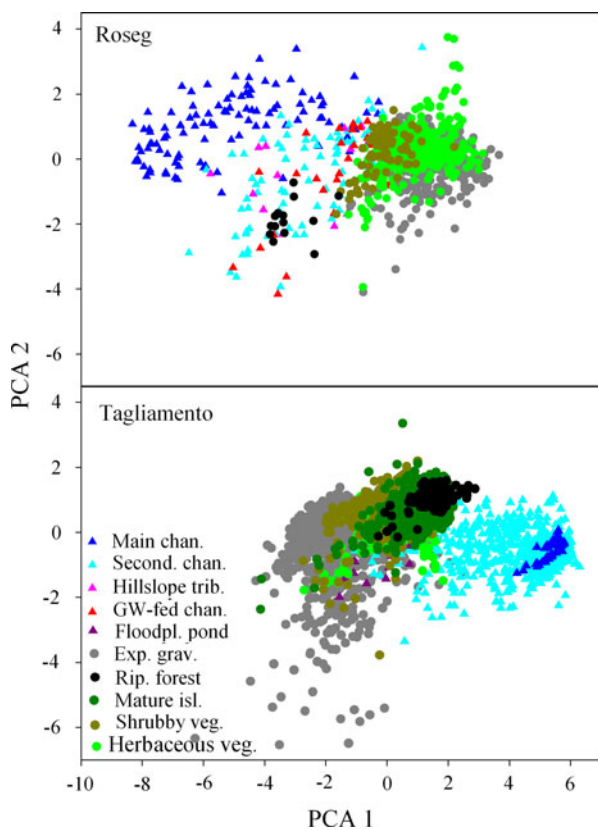 4
Roseg
2
0
-2
-4
-6
PCA 2
4
Tagliamento
2
0
-2
-4
-6
Main chan.
Second. chan.
Hillslope trib.
GW-fed chan.
Floodpl. pond
Exp. grav.
Rip. forest
Mature isl.
Shrubby veg.
Herbaceous veg.
-10 -8 -6 -4 -2 0 2 4 6
PCA 1